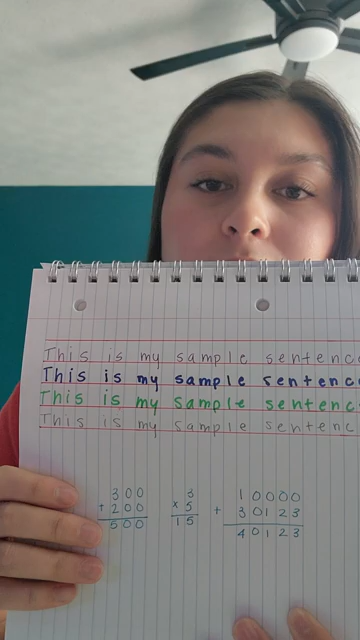 This is my sample sentenc
This is my sample sentenc
This is my sample sentenc
This is my sample sentenc
300 3 10000
+ 200 x 5 + 30123
500 15 40123